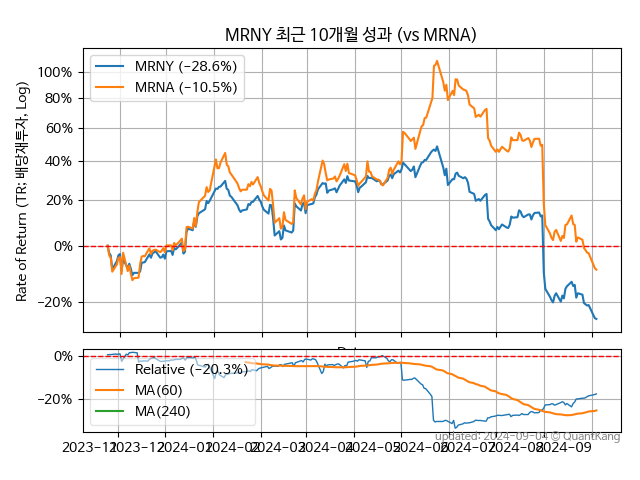 MRNY 최근 10개월 성과 (vs MRNA)
Rate of Return (TR: 배당재투자, Log)
MRNY (−28.6%)
MRNA (−10.5%)
100%
80%
60%
40%
20%
0%
−20%
0%
−20%
Relative (−20.3%)
MA(60)
MA(240)
2023-11
2023-12
2024-01
2024-02
2024-03
2024-04
2024-05
2024-06
2024-07
2024-08
2024-09
updated: 2024-09-04 © QuantKang